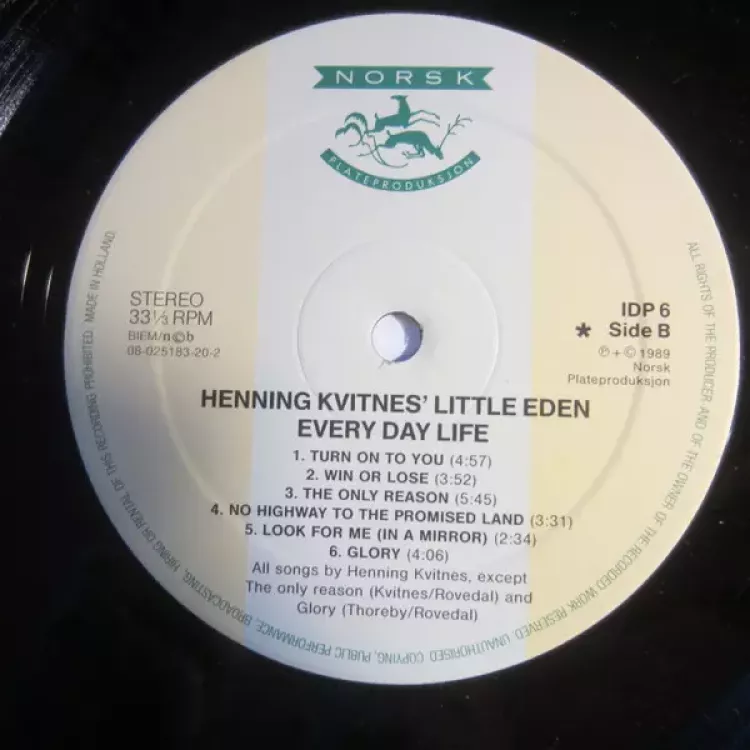 NORSK
PLATEPRODUKSJON
STEREO
33 1/3 RPM
BIEM/n©b
08-025183-20-2
IDP 6
* Side B
℗ + © 1989
Norsk
Plateproduksjon
HENNING KVITNES' LITTLE EDEN
EVERY DAY LIFE
1. TURN ON TO YOU (4:57)
2. WIN OR LOSE (3:52)
3. THE ONLY REASON (5:45)
4. NO HIGHWAY TO THE PROMISED LAND (3:31)
5. LOOK FOR ME (IN A MIRROR) (2:34)
6. GLORY (4:06)
All songs by Henning Kvitnes, except
The only reason (Kvitnes/Rovedal) and
Glory (Thoreby/Rovedal)
ALL RIGHTS OF THE PRODUCER AND OF THE OWNER OF THE RECORDED WORK RESERVED. UNAUTHORISED COPYING, PUBLIC PERFORMANCE, BROADCASTING, HIRING OR RENTAL OF THIS RECORDING PROHIBITED. MADE IN HOLLAND.